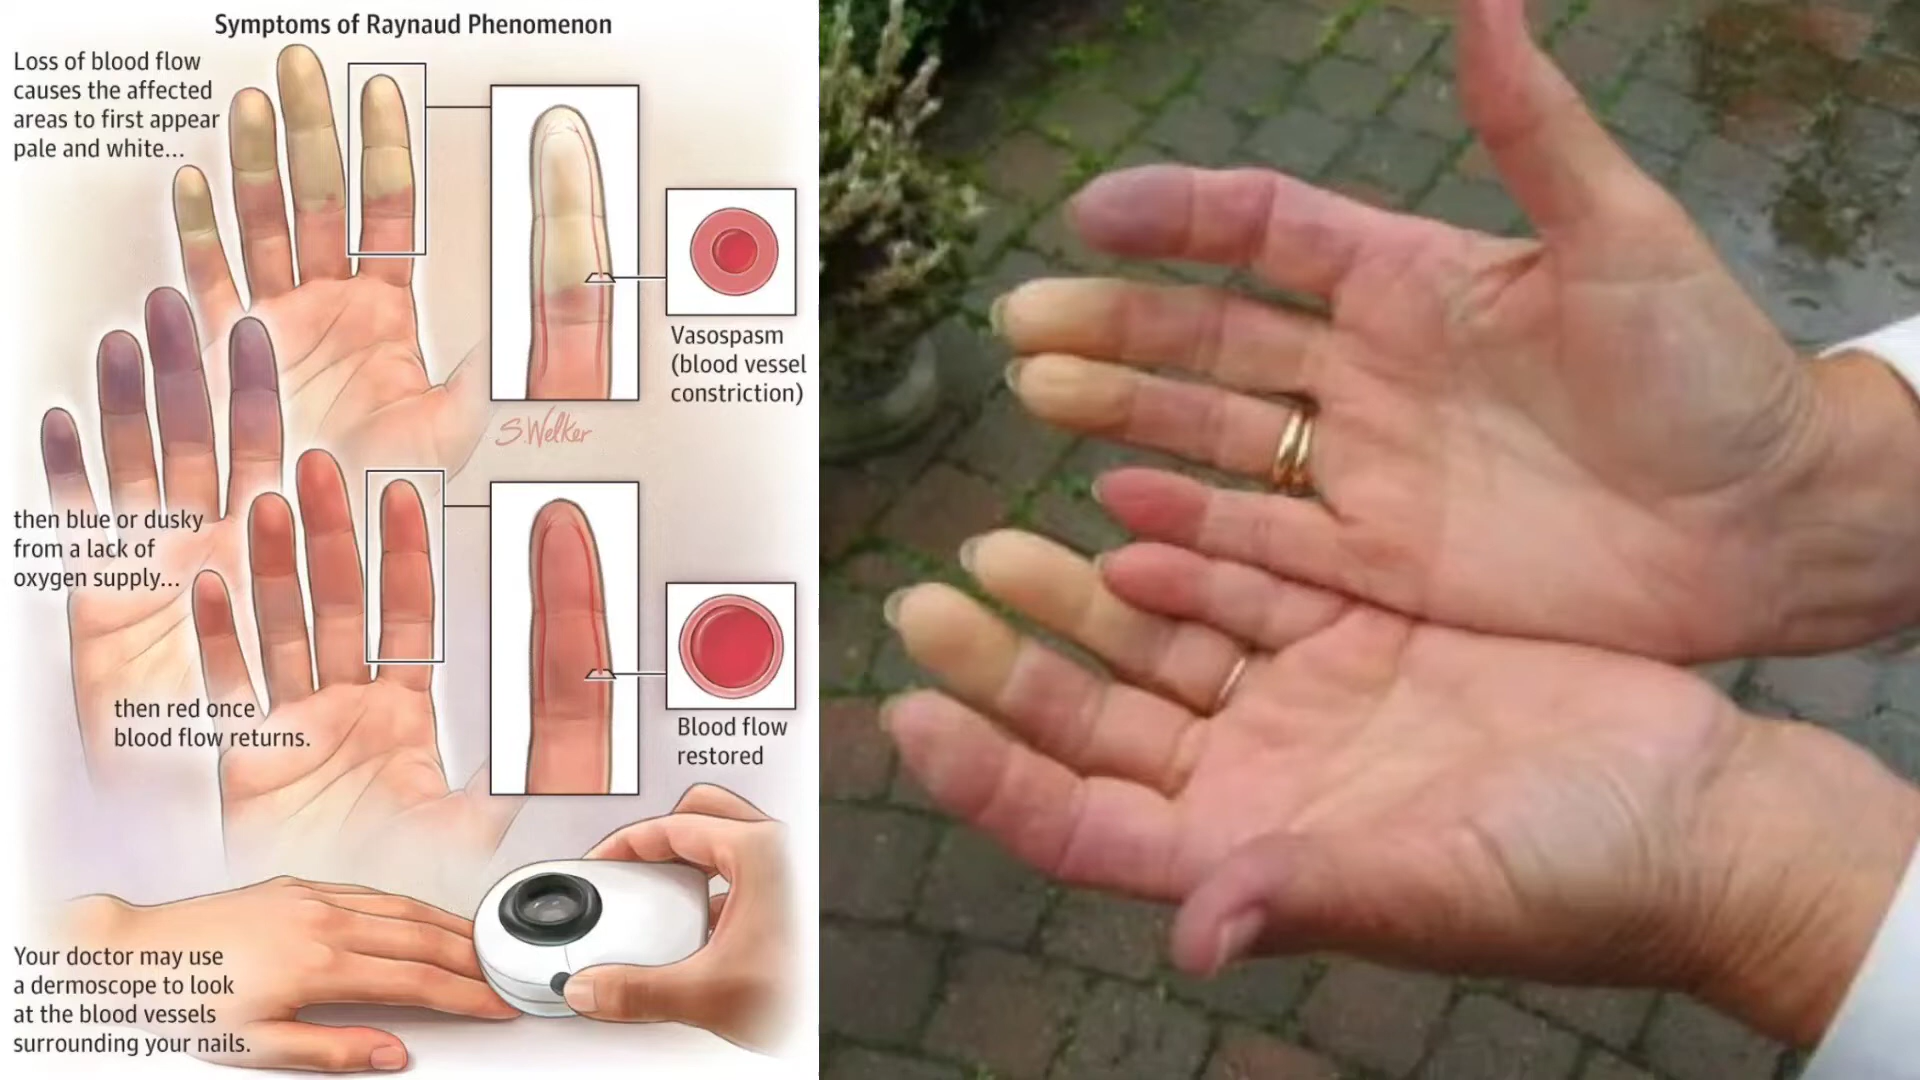 Symptoms of Raynaud Phenomenon
Loss of blood flow
causes the affected
areas to first appear
pale and white...
Vasospasm
(blood vessel
constriction)
S.Welker
then blue or dusky
from a lack of
oxygen supply...
then red once
blood flow returns.
Blood flow
restored
Your doctor may use
a dermoscope to look
at the blood vessels
surrounding your nails.